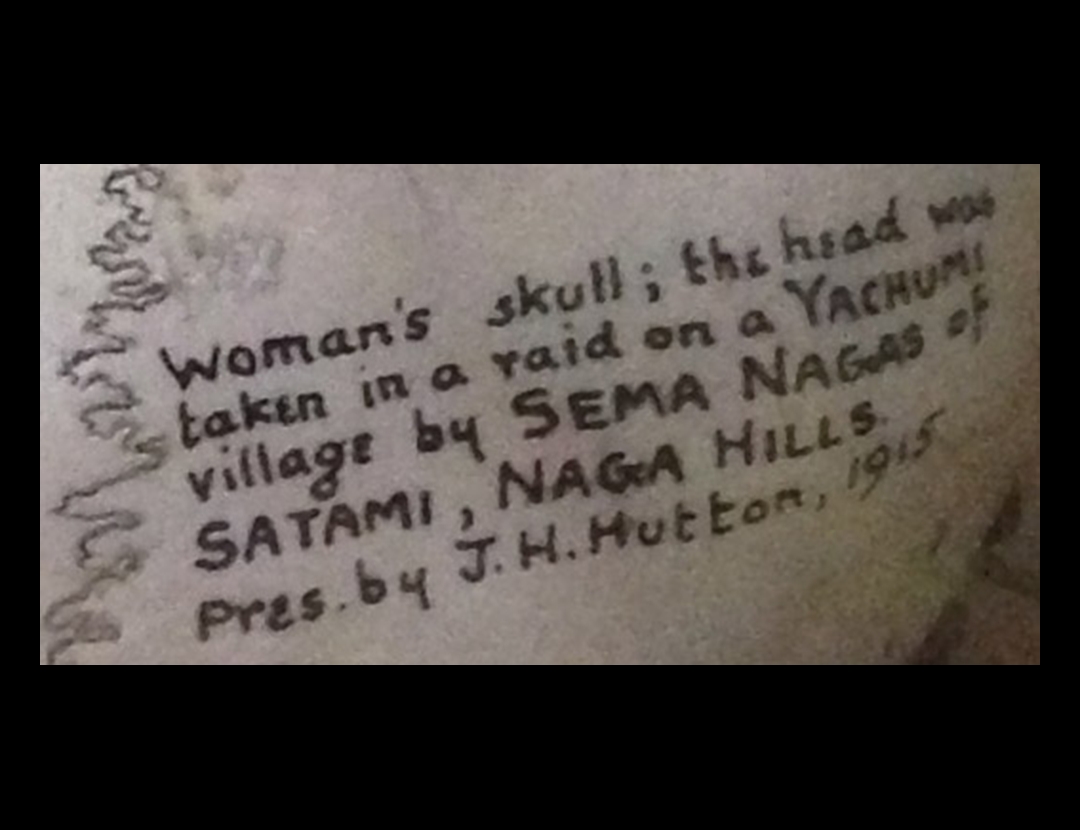 Woman's skull; the head was
taken in a raid on a YACHUMI
village by SEMA NAGAS of
SATAMI, NAGA HILLS.
Pres. by J.H. Hutton, 1915